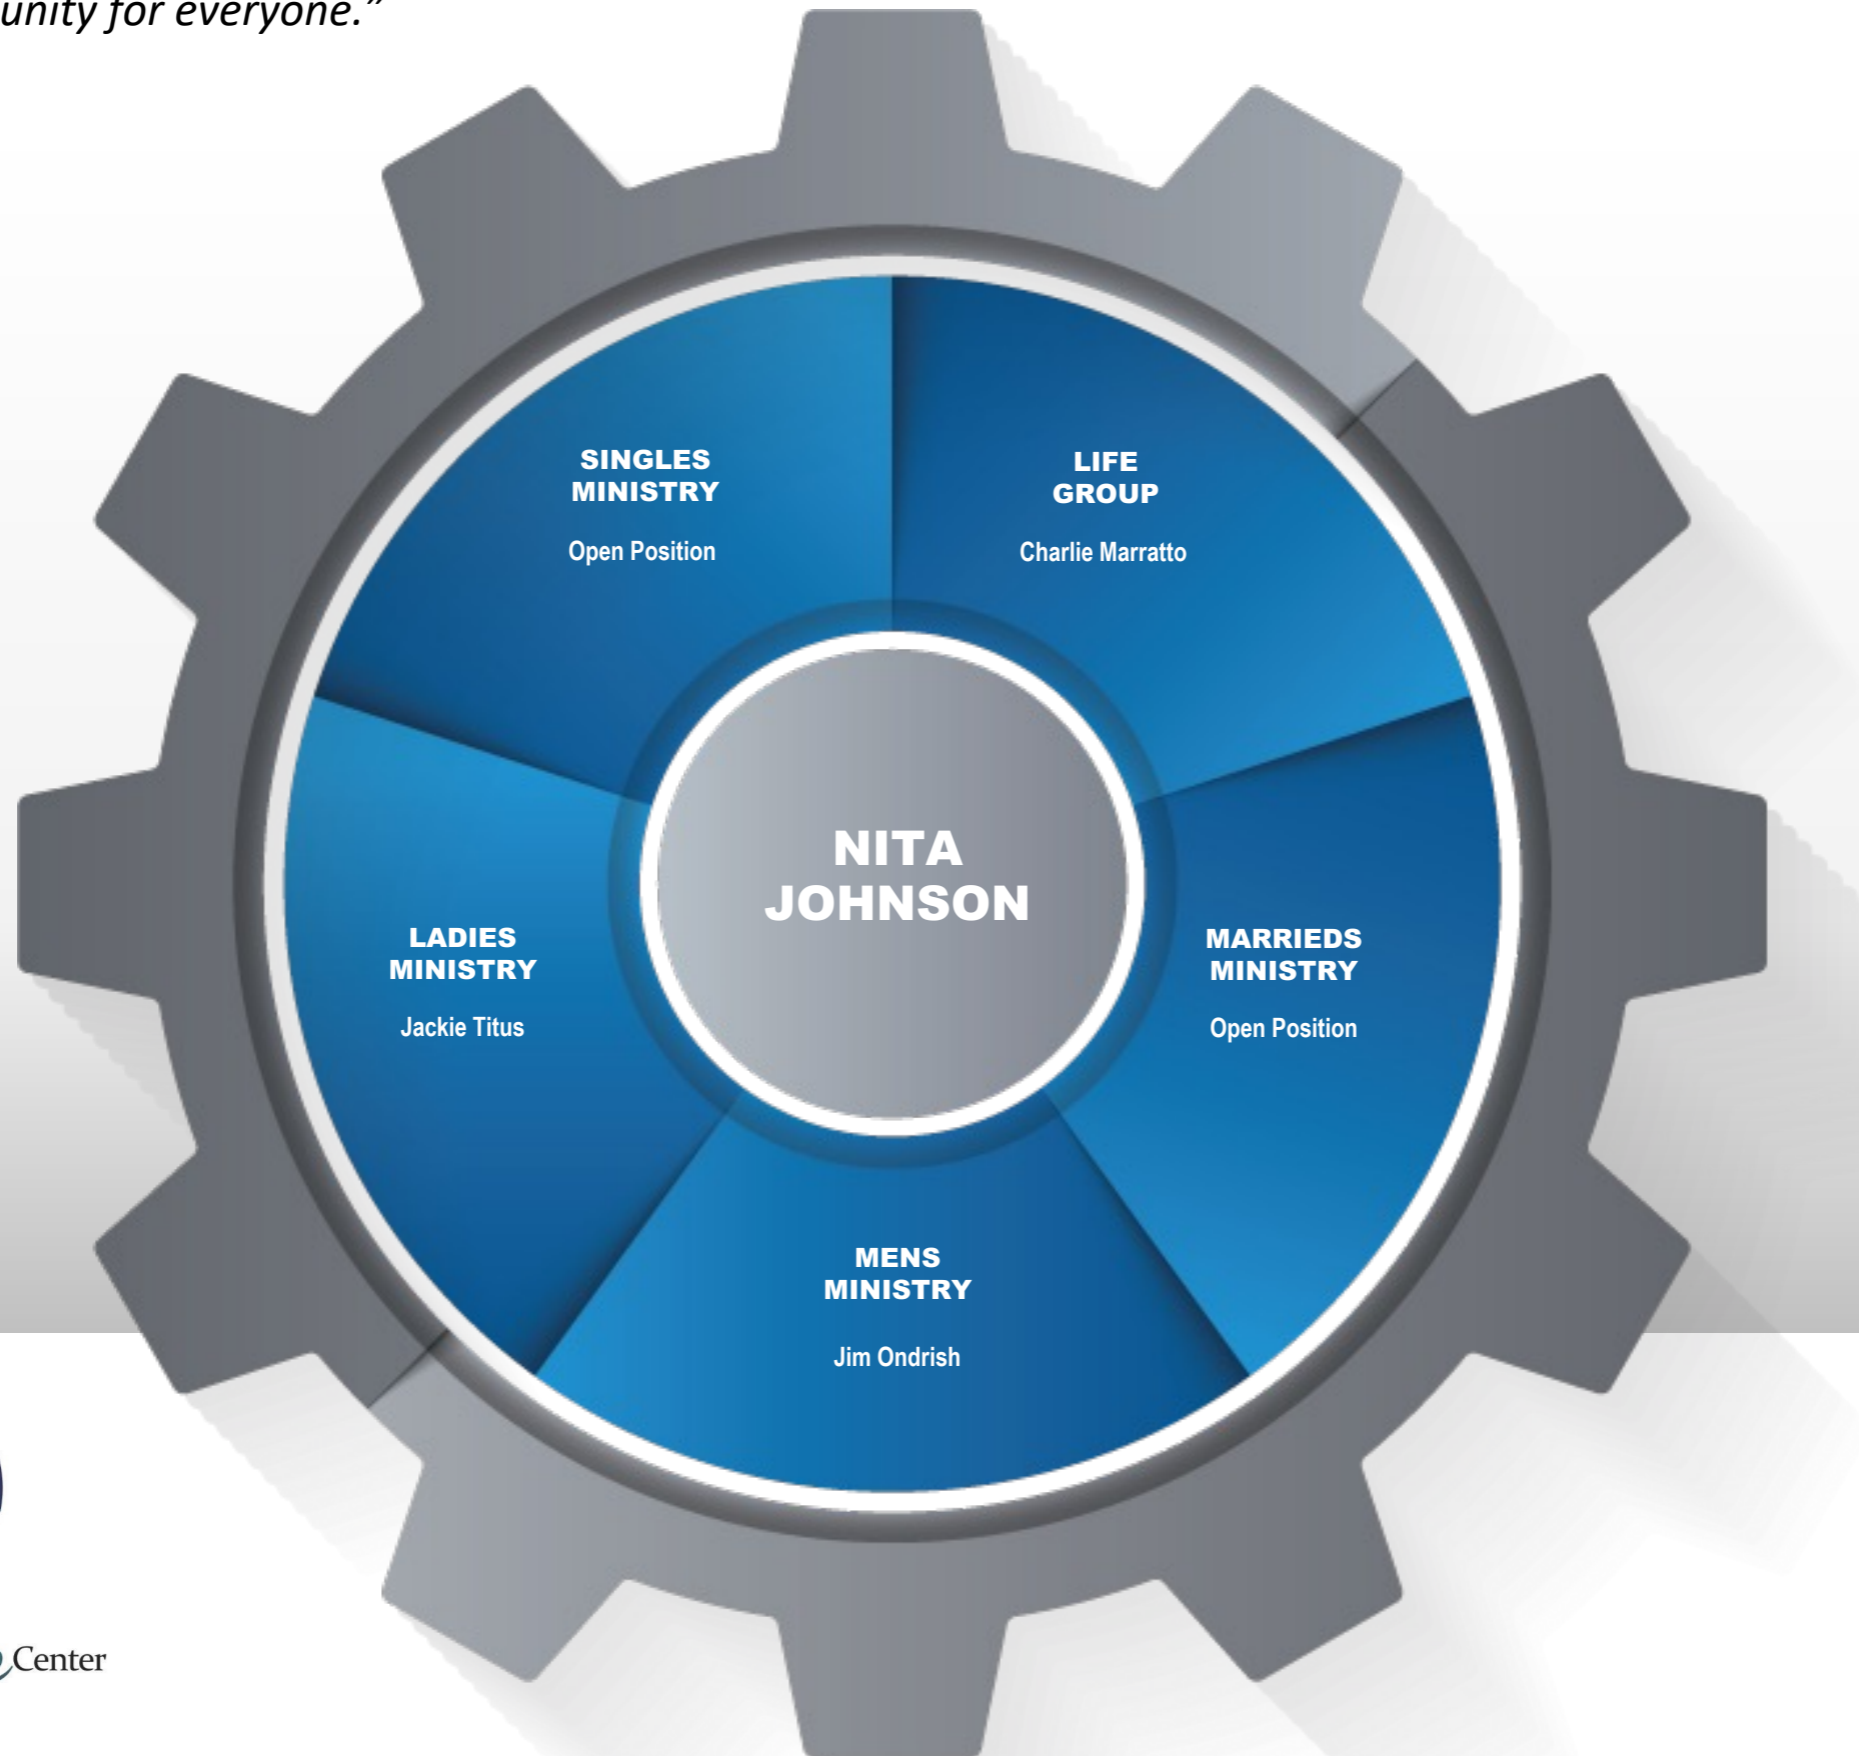 unity for everyone.”
SINGLES
MINISTRY
Open Position
LIFE
GROUP
Charlie Marratto
NITA
JOHNSON
LADIES
MINISTRY
Jackie Titus
MARRIEDS
MINISTRY
Open Position
MENS
MINISTRY
Jim Ondrish
Center